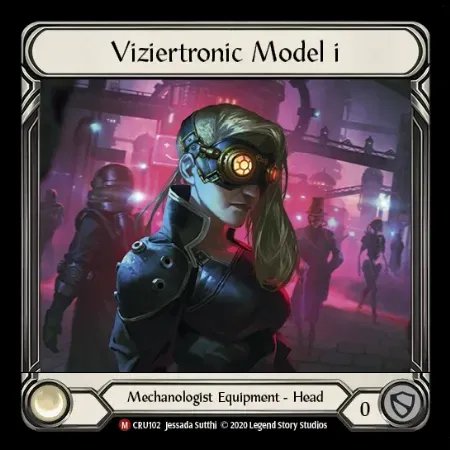 Viziertronic Model i
Mechanologist Equipment - Head
0
M CRU102 Jessada Sutthi © 2020 Legend Story Studios